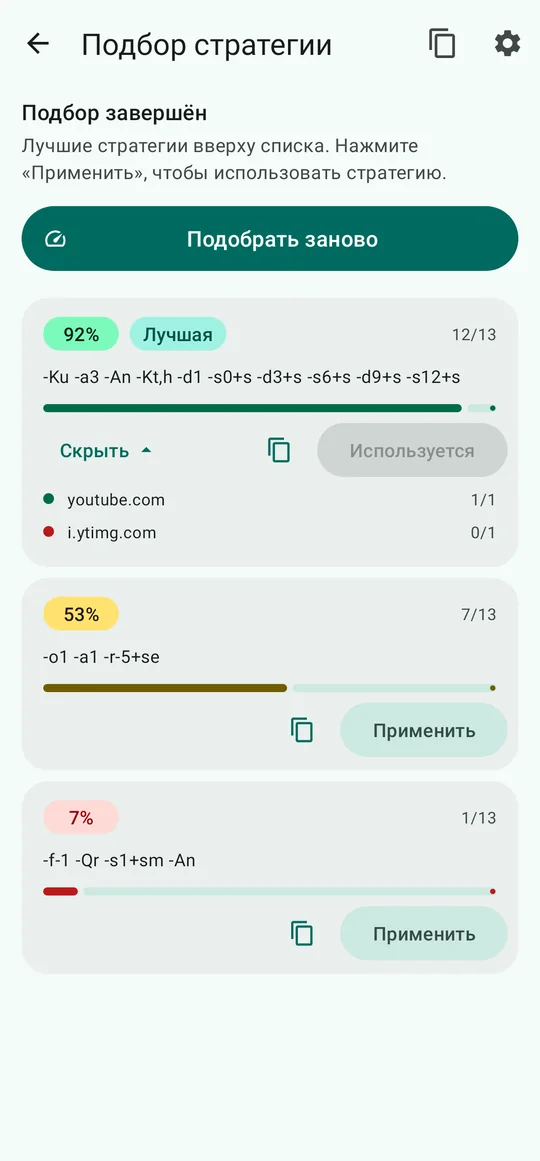 Подбор стратегии
Подбор завершён
Лучшие стратегии вверху списка. Нажмите
«Применить», чтобы использовать стратегию.
Подобрать заново
92% Лучшая 12/13
-Ku -a3 -An -Kt,h -d1 -s0+s -d3+s -s6+s -d9+s -s12+s
Скрыть Используется
youtube.com 1/1
i.ytimg.com 0/1
53% 7/13
-o1 -a1 -r-5+se
Применить
7% 1/13
-f-1 -Qr -s1+sm -An
Применить